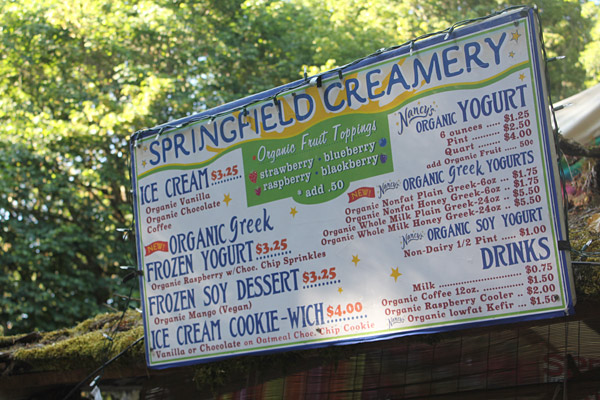 SPRINGFIELD CREAMERY
Organic Fruit Toppings
strawberry · blueberry
raspberry · blackberry
add .50
ICE CREAM $3.25
Organic Vanilla
Organic Chocolate
Coffee
NEW! ORGANIC Greek
FROZEN YOGURT $3.25
Organic Raspberry w/Choc. Chip Sprinkles
FROZEN SOY DESSERT $3.25
Organic Mango (Vegan)
ICE CREAM COOKIE-WICH $4.00
Vanilla or Chocolate on Oatmeal Choc. Chip Cookie
Nancy's ORGANIC YOGURT
6 ounces ..... $1.25
Pint ..... $2.50
Quart ..... $4.00
add Organic Fruit ..... 50¢
NEW! Nancy's ORGANIC Greek YOGURTS
Organic Nonfat Plain Greek-6oz. .... $1.75
Organic Nonfat Honey Greek-6oz. .... $1.75
Organic Whole Milk Plain Greek-24oz. .. $5.50
Organic Whole Milk Honey Greek-24oz. .. $5.50
Nancy's ORGANIC SOY YOGURT
Non-Dairy 1/2 Pint ..... $1.00
DRINKS
Milk ..... $0.75
Organic Coffee 12oz. ..... $1.50
Organic Raspberry Cooler .. $2.00
Nancy's Organic lowfat Kefir ... $1.50